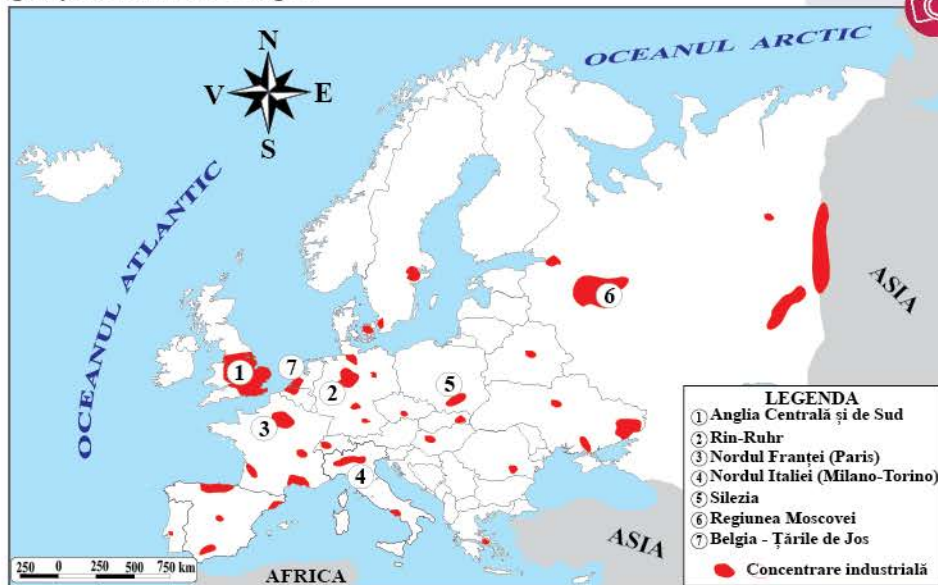 OCEANUL ARCTIC
N
V E
S
OCEANUL ATLANTIC
ASIA
1
2
3
4
5
6
7
LEGENDA
1 Anglia Centrală și de Sud
2 Rin-Ruhr
3 Nordul Franței (Paris)
4 Nordul Italiei (Milano-Torino)
5 Silezia
6 Regiunea Moscovei
7 Belgia - Țările de Jos
Concentrare industrială
ASIA
AFRICA
250 0 250 500 750 km